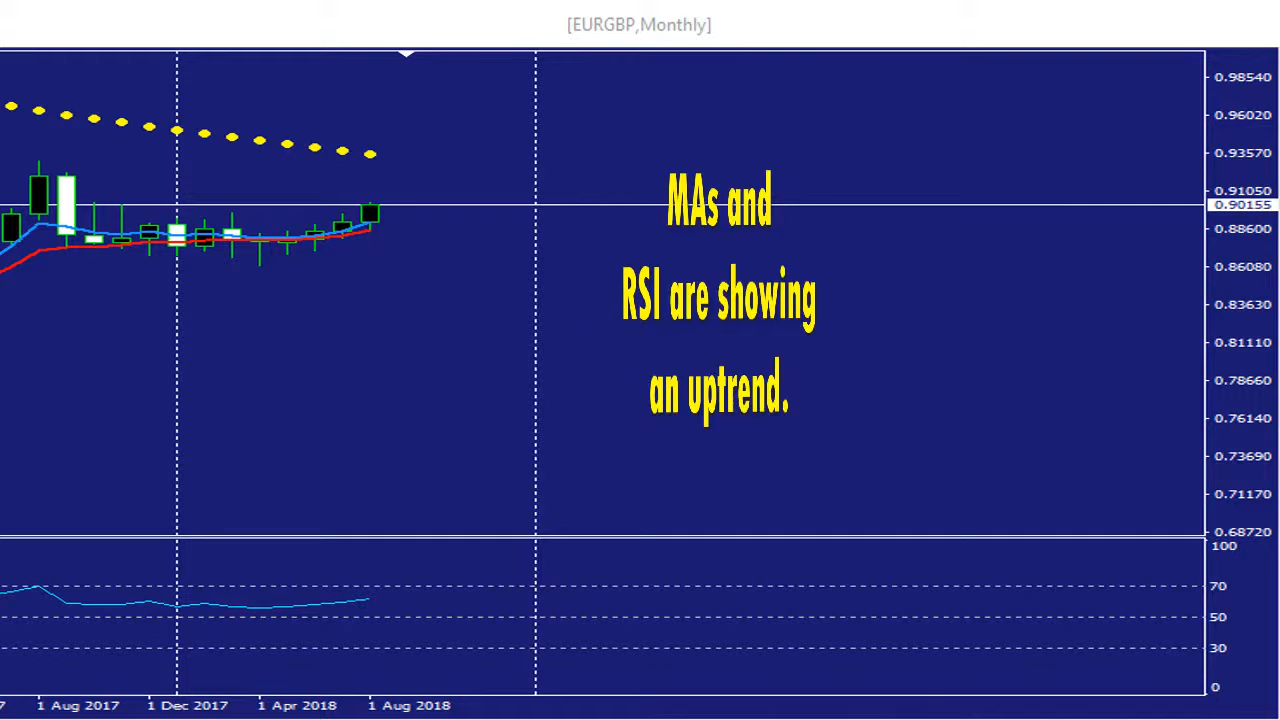 [EURGBP,Monthly]
0.98540
0.96020
0.93570
0.91050
0.90155
0.88600
0.86080
0.83630
0.81110
0.78660
0.76140
0.73690
0.71170
0.68720
MAs and
RSI are showing
an uptrend.
100
70
50
30
0
7
1 Aug 2017
1 Dec 2017
1 Apr 2018
1 Aug 2018